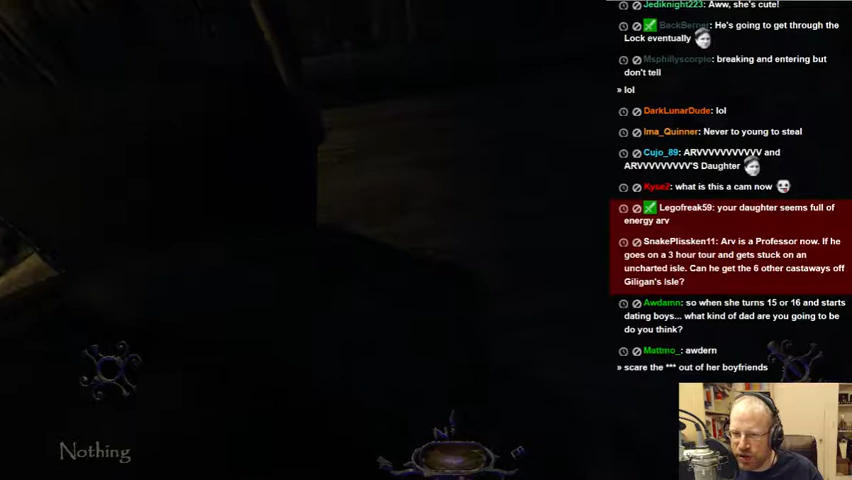 Jediknight223: Aww, she's cute!
BackBerner: He's going to get through the
Lock eventually
Msphillyscorpio: breaking and entering but
don't tell
» lol
DarkLunarDude: lol
Ima_Quinner: Never to young to steal
Cujo_89: ARVVVVVVVVVV and
ARVVVVVVVVV'S Daughter
Kyse2: what is this a cam now
Legofreak59: your daughter seems full of
energy arv
SnakePlissken11: Arv is a Professor now. If he
goes on a 3 hour tour and gets stuck on an
uncharted isle. Can he get the 6 other castaways off
Giligan's Isle?
Awdamn: so when she turns 15 or 16 and starts
dating boys... what kind of dad are you going to be
do you think?
Mattmo_: awdern
» scare the *** out of her boyfriends
Nothing
N
E